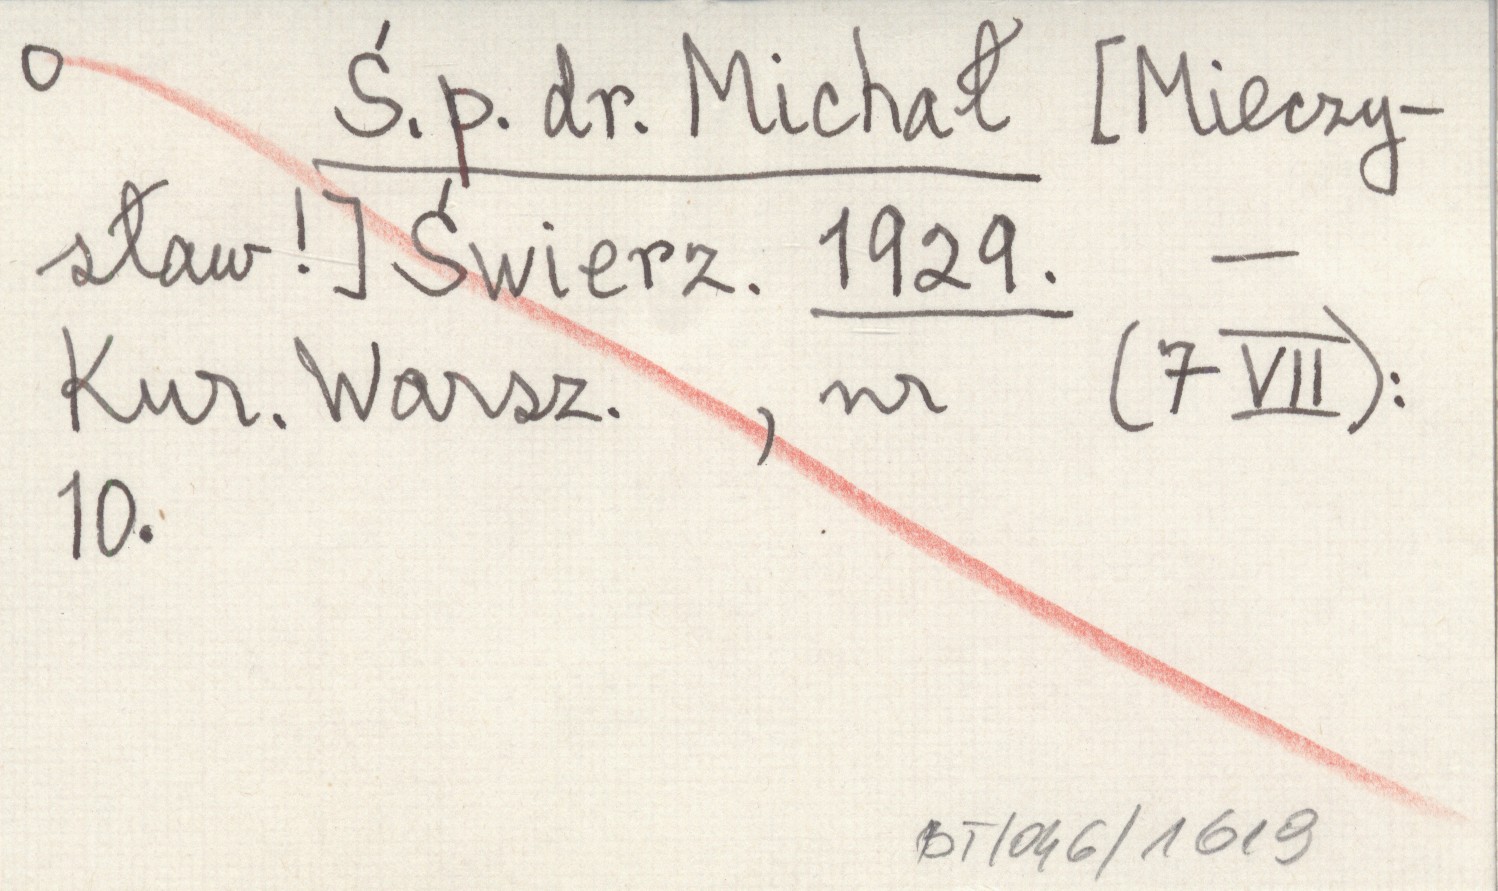 O Ś.p. dr. Michał [Mieczy-
sław!] Świerz. 1929. —
Kur. Warsz. , nr (7 VII):
10.
BT/046/1619